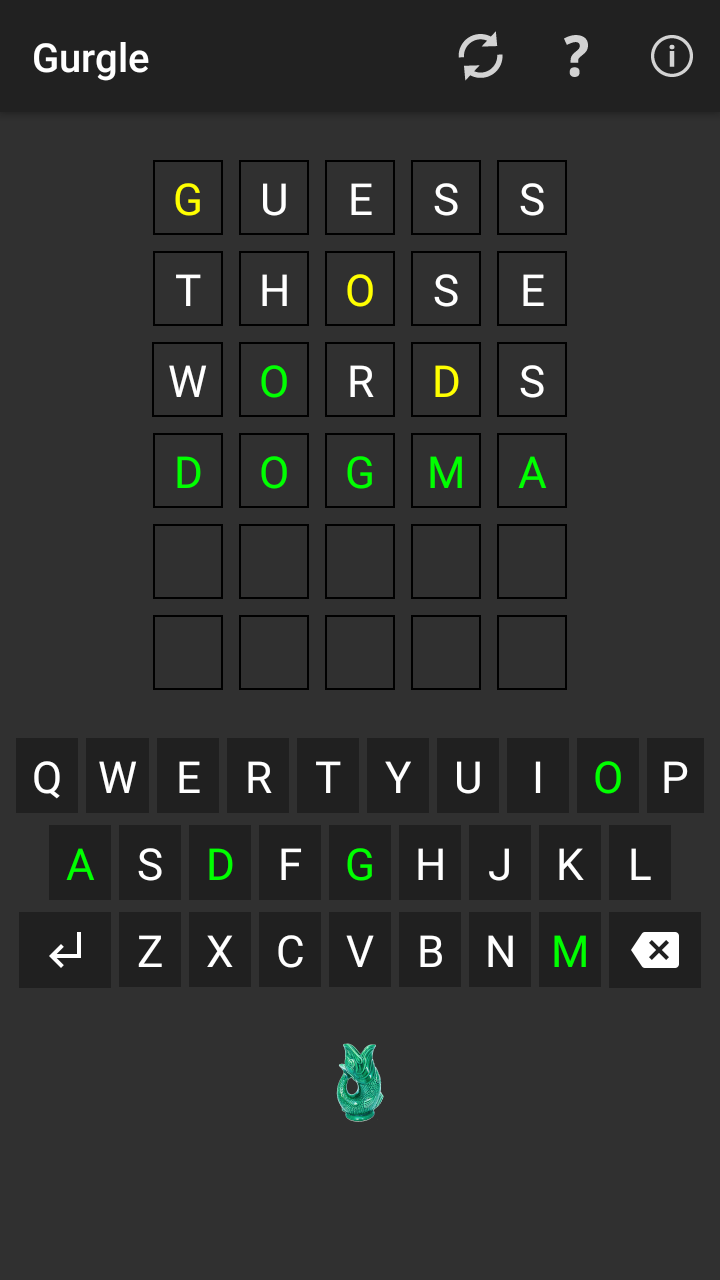 Gurgle ? i
G U E S S
T H O S E
W O R D S
D O G M A
Q W E R T Y U I O P
A S D F G H J K L
Z X C V B N M